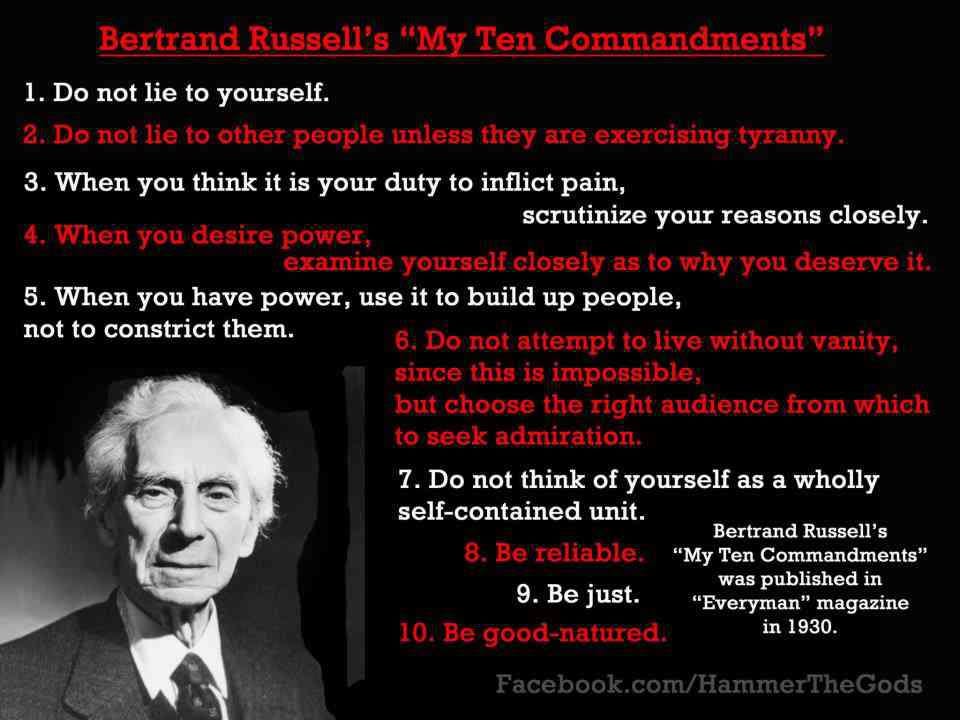 Bertrand Russell's “My Ten Commandments”
1. Do not lie to yourself.
2. Do not lie to other people unless they are exercising tyranny.
3. When you think it is your duty to inflict pain,
scrutinize your reasons closely.
4. When you desire power,
examine yourself closely as to why you deserve it.
5. When you have power, use it to build up people,
not to constrict them.
6. Do not attempt to live without vanity,
since this is impossible,
but choose the right audience from which
to seek admiration.
7. Do not think of yourself as a wholly
self-contained unit.
8. Be reliable.
9. Be just.
10. Be good-natured.
Bertrand Russell's
“My Ten Commandments”
was published in
“Everyman” magazine
in 1930.
Facebook.com/HammerTheGods